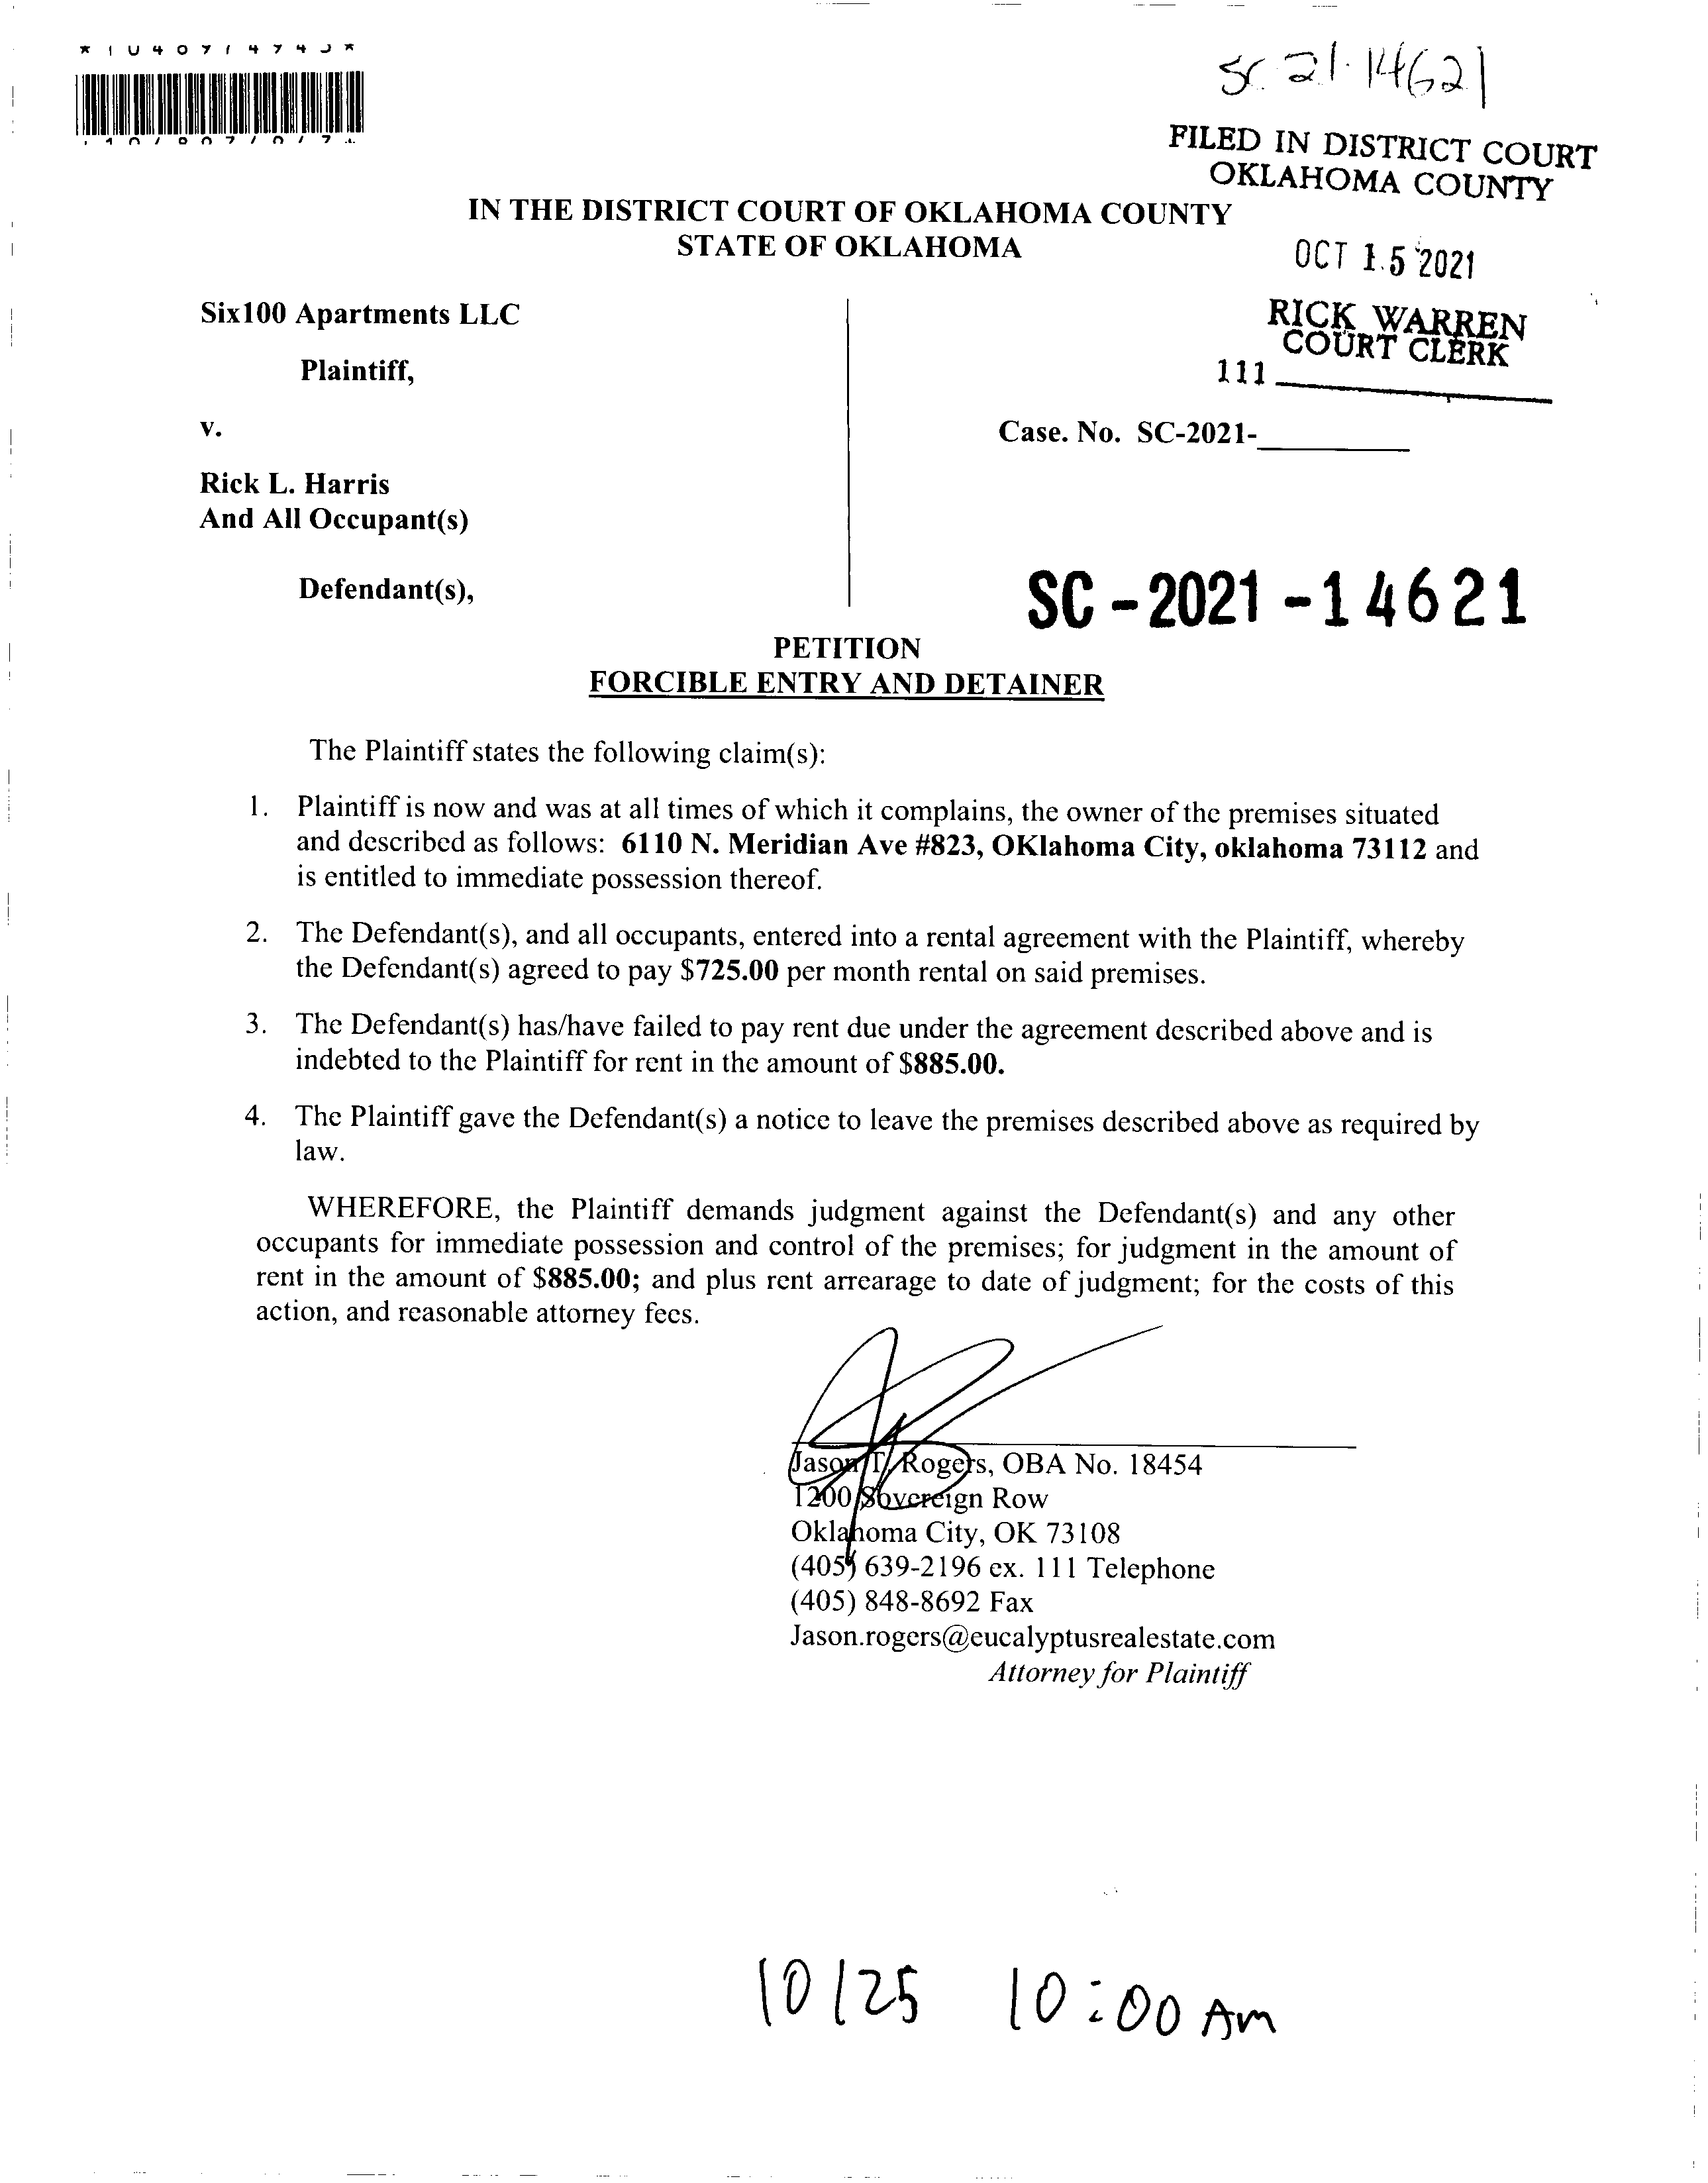 SC 21-14621
FILED IN DISTRICT COURT
OKLAHOMA COUNTY
IN THE DISTRICT COURT OF OKLAHOMA COUNTY
STATE OF OKLAHOMA
OCT 15 2021
Six100 Apartments LLC
RICK WARREN
COURT CLERK
Plaintiff,
111
v.
Case. No. SC-2021-
Rick L. Harris
And All Occupant(s)
Defendant(s),
SC-2021-14621
PETITION
FORCIBLE ENTRY AND DETAINER
The Plaintiff states the following claim(s):
1. Plaintiff is now and was at all times of which it complains, the owner of the premises situated
and described as follows: 6110 N. Meridian Ave #823, OKlahoma City, oklahoma 73112 and
is entitled to immediate possession thereof.
2. The Defendant(s), and all occupants, entered into a rental agreement with the Plaintiff, whereby
the Defendant(s) agreed to pay $725.00 per month rental on said premises.
3. The Defendant(s) has/have failed to pay rent due under the agreement described above and is
indebted to the Plaintiff for rent in the amount of $885.00.
4. The Plaintiff gave the Defendant(s) a notice to leave the premises described above as required by
law.
WHEREFORE, the Plaintiff demands judgment against the Defendant(s) and any other
occupants for immediate possession and control of the premises; for judgment in the amount of
rent in the amount of $885.00; and plus rent arrearage to date of judgment; for the costs of this
action, and reasonable attorney fees.
Jason T. Rogers, OBA No. 18454
1200 Sovereign Row
Oklahoma City, OK 73108
(405) 639-2196 ex. 111 Telephone
(405) 848-8692 Fax
Jason.rogers@eucalyptusrealestate.com
Attorney for Plaintiff
10/25 10:00 Am